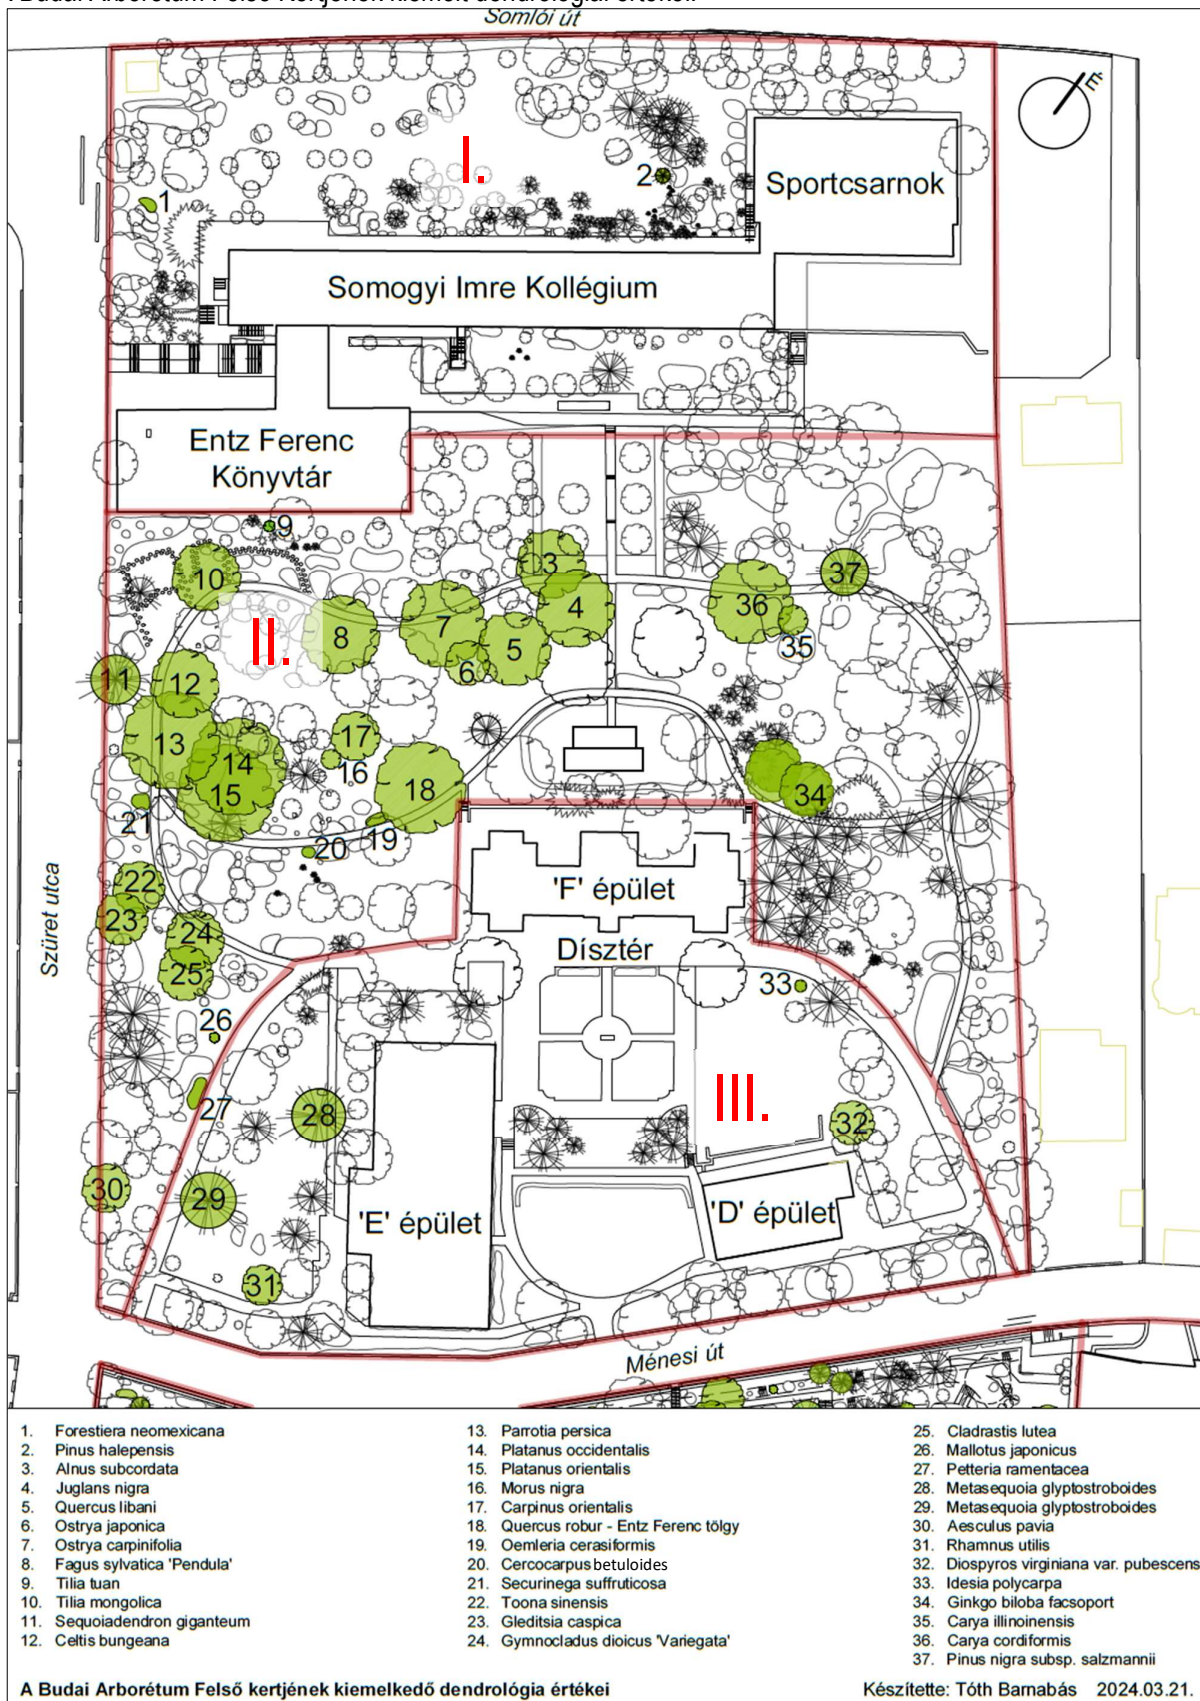 A Budai Arborétum Felső Kertjének kiemelt dendrológiai értékei.
Somlói út
É
I.
2
Sportcsarnok
1
Somogyi Imre Kollégium
Entz Ferenc
Könyvtár
9
3
10
37
36
4
7
8
5
35
6
II.
11
12
17
13
14
16
15
18
34
21
19
20
22
'F' épület
23
24
Szüret utca
Dísztér
25
33
26
III.
27
28
32
30
29
'E' épület
'D' épület
31
Ménesi út
1. Forestiera neomexicana
2. Pinus halepensis
3. Alnus subcordata
4. Juglans nigra
5. Quercus libani
6. Ostrya japonica
7. Ostrya carpinifolia
8. Fagus sylvatica 'Pendula'
9. Tilia tuan
10. Tilia mongolica
11. Sequoiadendron giganteum
12. Celtis bungeana
13. Parrotia persica
14. Platanus occidentalis
15. Platanus orientalis
16. Morus nigra
17. Carpinus orientalis
18. Quercus robur - Entz Ferenc tölgy
19. Oemleria cerasiformis
20. Cercocarpus betuloides
21. Securinega suffruticosa
22. Toona sinensis
23. Gleditsia caspica
24. Gymnocladus dioicus 'Variegata'
25. Cladrastis lutea
26. Mallotus japonicus
27. Petteria ramentacea
28. Metasequoia glyptostroboides
29. Metasequoia glyptostroboides
30. Aesculus pavia
31. Rhamnus utilis
32. Diospyros virginiana var. pubescens
33. Idesia polycarpa
34. Ginkgo biloba facsoport
35. Carya illinoinensis
36. Carya cordiformis
37. Pinus nigra subsp. salzmannii
A Budai Arborétum Felső kertjének kiemelkedő dendrológia értékei
Készítette: Tóth Barnabás 2024.03.21.